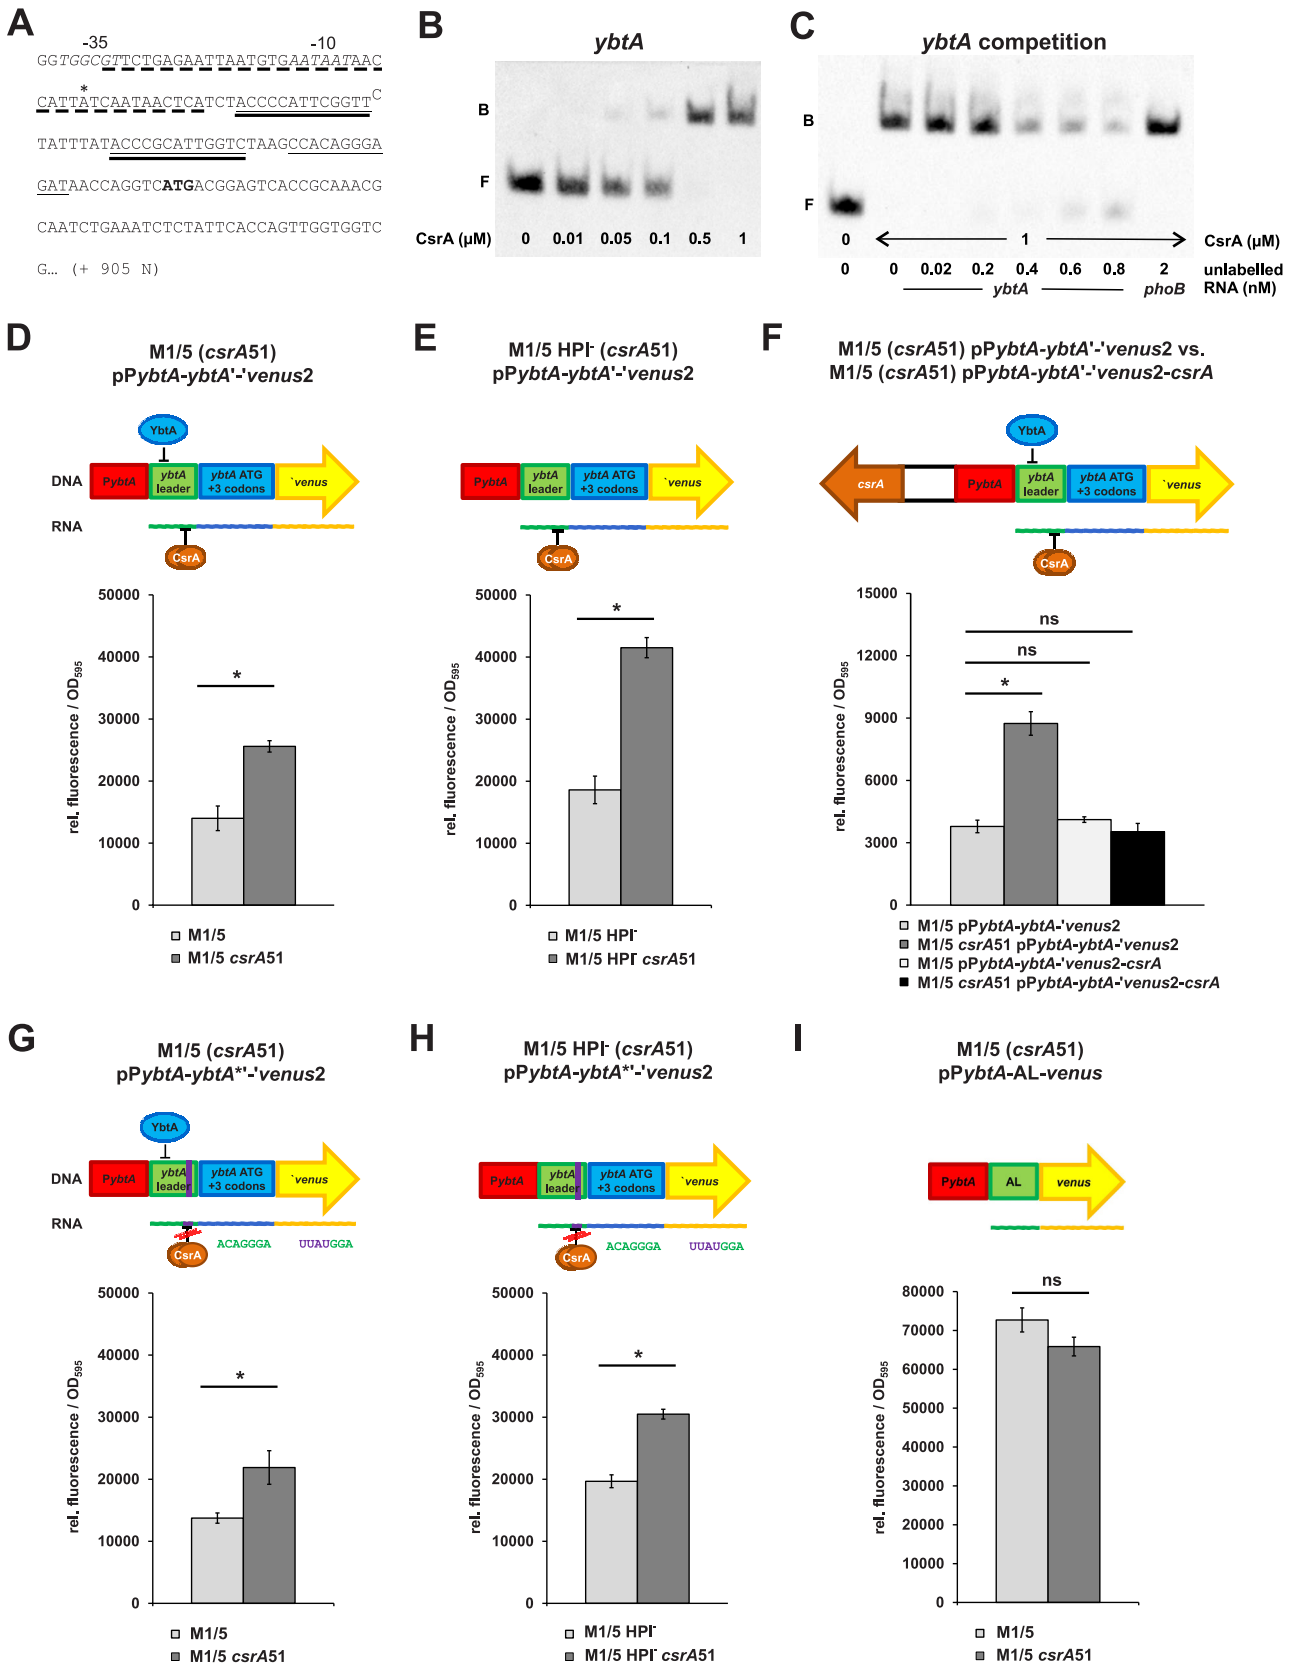 A
-35 -10
GGTGGCGTTCTGAGAATTAATGTGAATAATAAC
*
CATTATCAATAACTCATCTACCCCATTCGGTTC
TATTTATACCCGCATTGGTCTAAGCCACAGGGA
GATAACCAGGTCATGACGGAGTCACCGCAAACG
CAATCTGAAATCTCTATTCACCAGTTGGTGGTC
G… (+ 905 N)
B
ybtA
B
F
CsrA (µM) 0 0.01 0.05 0.1 0.5 1
C
ybtA competition
B
F
0 1 CsrA (µM)
0 0 0.02 0.2 0.4 0.6 0.8 2 unlabelled
ybtA phoB RNA (nM)
D
M1/5 (csrA51)
pPybtA-ybtA'-'venus2
YbtA
DNA PybtA ybtA leader ybtA ATG +3 codons `venus
RNA
CsrA
rel. fluorescence / OD595
50000
40000
30000
20000
10000
0
*
M1/5
M1/5 csrA51
E
M1/5 HPI- (csrA51)
pPybtA-ybtA'-'venus2
PybtA ybtA leader ybtA ATG +3 codons `venus
CsrA
rel. fluorescence / OD595
50000
40000
30000
20000
10000
0
*
M1/5 HPI-
M1/5 HPI- csrA51
F
M1/5 (csrA51) pPybtA-ybtA'-'venus2 vs.
M1/5 (csrA51) pPybtA-ybtA'-'venus2-csrA
YbtA
csrA PybtA ybtA leader ybtA ATG +3 codons `venus
CsrA
rel. fluorescence / OD595
15000
12000
9000
6000
3000
0
ns
ns
*
M1/5 pPybtA-ybtA-'venus2
M1/5 csrA51 pPybtA-ybtA-'venus2
M1/5 pPybtA-ybtA-'venus2-csrA
M1/5 csrA51 pPybtA-ybtA-'venus2-csrA
G
M1/5 (csrA51)
pPybtA-ybtA*'-'venus2
YbtA
DNA PybtA ybtA leader ybtA ATG +3 codons `venus
RNA
CsrA ACAGGGA UUAUGGA
rel. fluorescence / OD595
50000
40000
30000
20000
10000
0
*
M1/5
M1/5 csrA51
H
M1/5 HPI- (csrA51)
pPybtA-ybtA*'-'venus2
PybtA ybtA leader ybtA ATG +3 codons `venus
CsrA ACAGGGA UUAUGGA
rel. fluorescence / OD595
50000
40000
30000
20000
10000
0
*
M1/5 HPI-
M1/5 HPI- csrA51
I
M1/5 (csrA51)
pPybtA-AL-venus
PybtA AL venus
rel. fluorescence / OD595
80000
70000
60000
50000
40000
30000
20000
10000
0
ns
M1/5
M1/5 csrA51